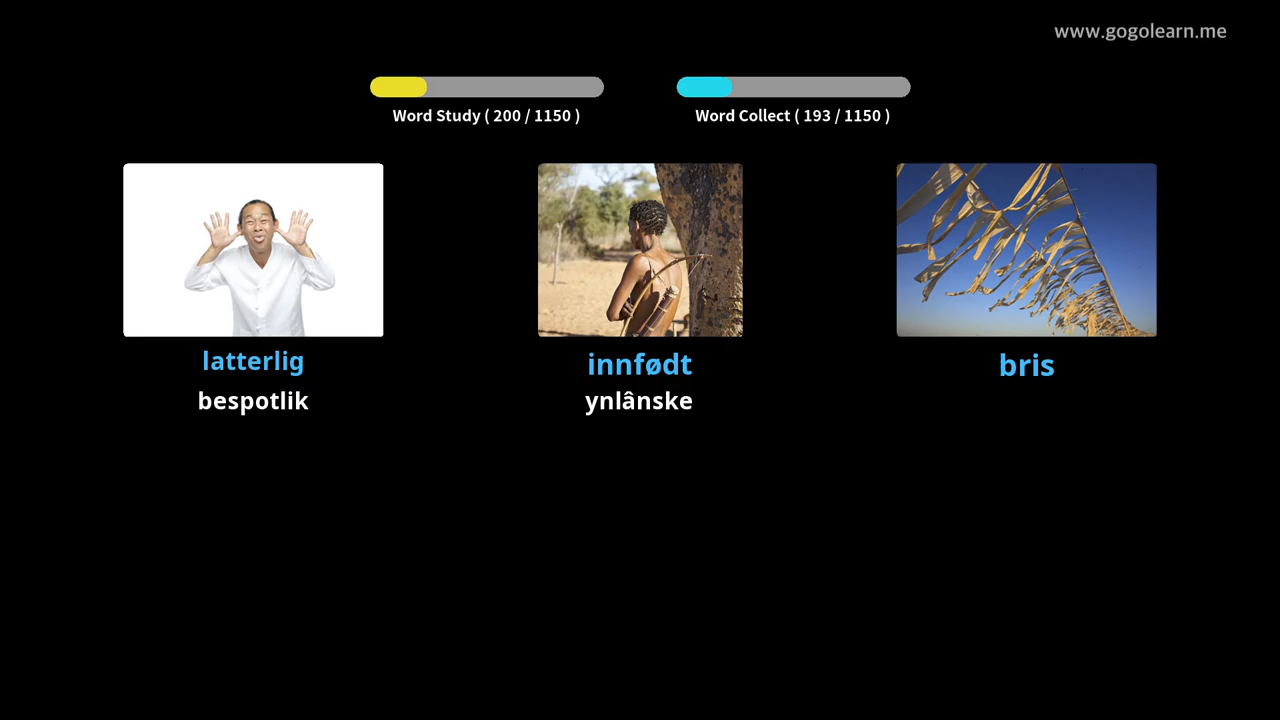 www.gogolearn.me
Word Study ( 200 / 1150 )
Word Collect ( 193 / 1150 )
latterlig
bespotlik
innfødt
ynlânske
bris